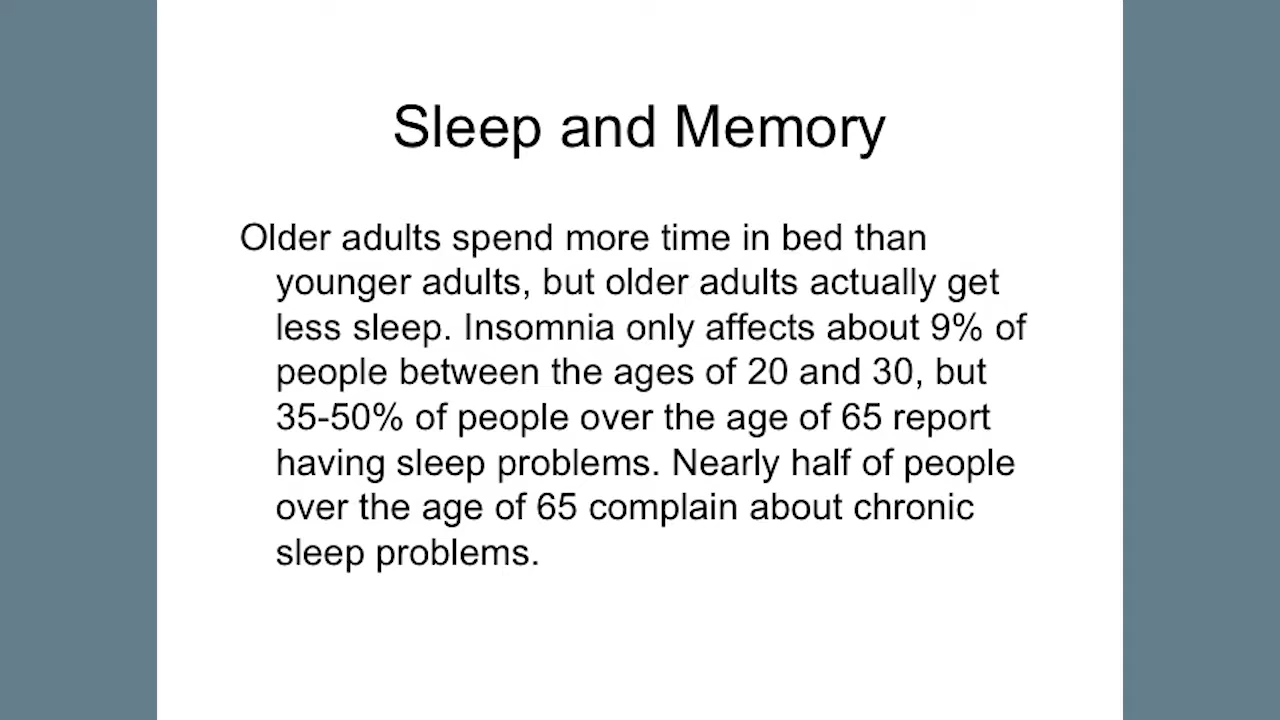 Sleep and Memory
Older adults spend more time in bed than
younger adults, but older adults actually get
less sleep. Insomnia only affects about 9% of
people between the ages of 20 and 30, but
35-50% of people over the age of 65 report
having sleep problems. Nearly half of people
over the age of 65 complain about chronic
sleep problems.